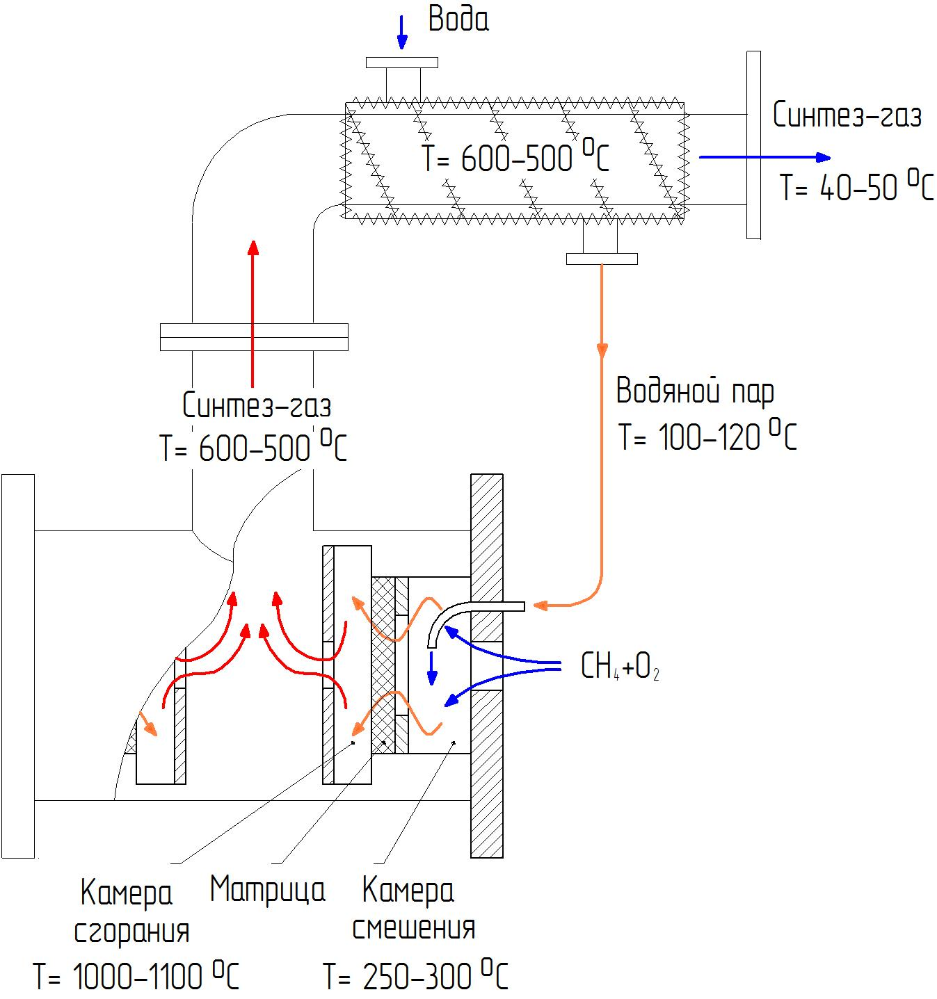 Вода
Синтез-газ
T= 600-500 °C
T= 40-50 °C
Водяной пар
T= 100-120 °C
Синтез-газ
T= 600-500 °C
CH₄+O₂
Камера
сгорания
T= 1000-1100 °C
Матрица
Камера
смешения
T= 250-300 °C